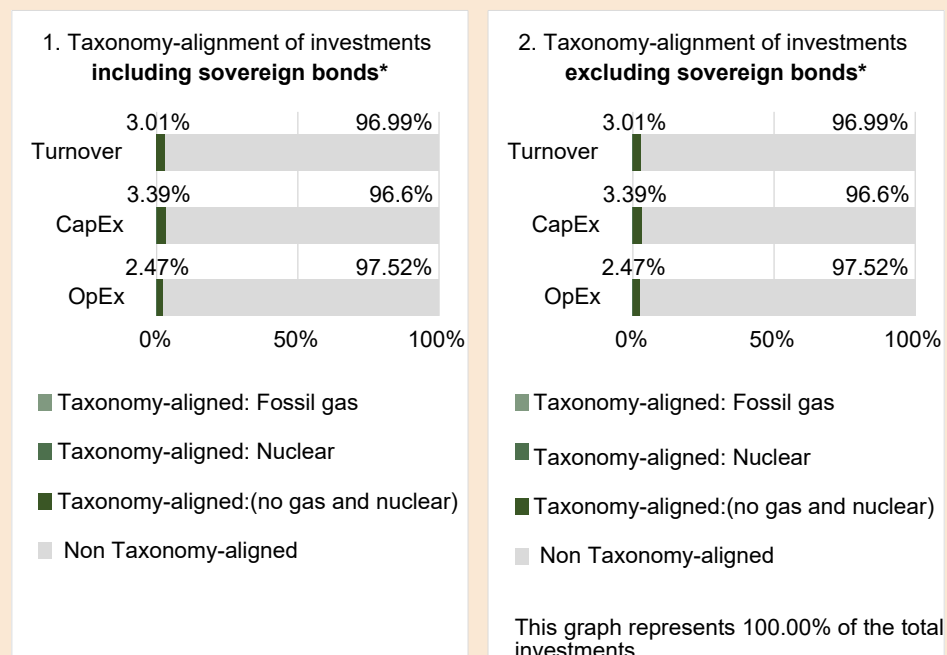 1. Taxonomy-alignment of investments
including sovereign bonds*
3.01% 96.99%
Turnover
3.39% 96.6%
CapEx
2.47% 97.52%
OpEx
0% 50% 100%
Taxonomy-aligned: Fossil gas
Taxonomy-aligned: Nuclear
Taxonomy-aligned:(no gas and nuclear)
Non Taxonomy-aligned
2. Taxonomy-alignment of investments
excluding sovereign bonds*
3.01% 96.99%
Turnover
3.39% 96.6%
CapEx
2.47% 97.52%
OpEx
0% 50% 100%
Taxonomy-aligned: Fossil gas
Taxonomy-aligned: Nuclear
Taxonomy-aligned:(no gas and nuclear)
Non Taxonomy-aligned
This graph represents 100.00% of the total
investments